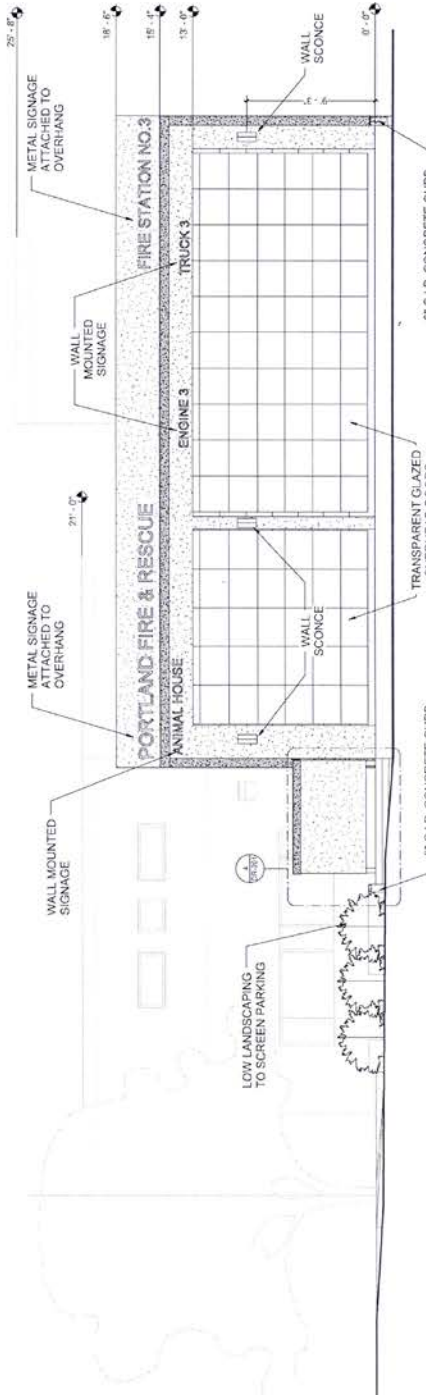 25' - 8"
18' - 6"
15' - 4"
13' - 0"
0' - 0"
21' - 0"
9' - 3"
METAL SIGNAGE
ATTACHED TO
OVERHANG
WALL
MOUNTED
SIGNAGE
METAL SIGNAGE
ATTACHED TO
OVERHANG
WALL MOUNTED
SIGNAGE
PORTLAND FIRE & RESCUE
FIRE STATION NO.3
ANIMAL HOUSE
ENGINE 3
TRUCK 3
WALL
SCONCE
WALL
SCONCE
LOW LANDSCAPING
TO SCREEN PARKING
TRANSPARENT GLAZED